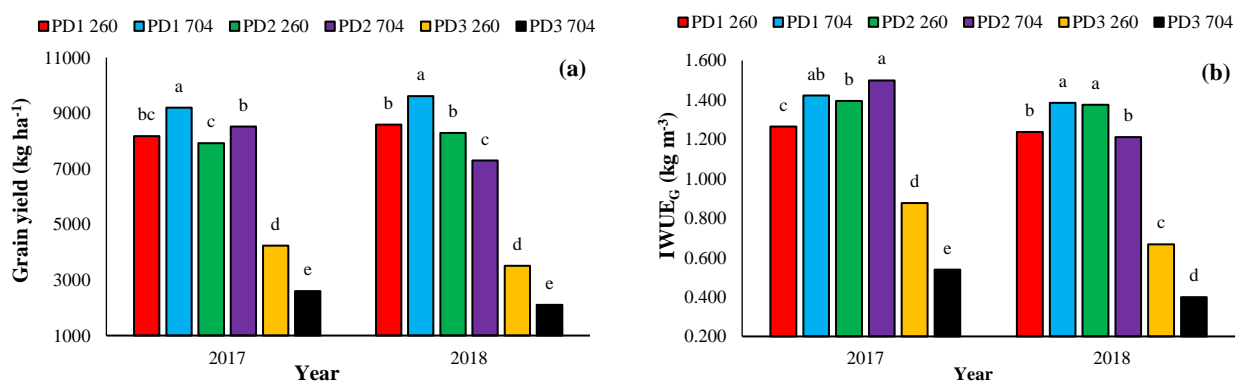 PD1 260 PD1 704 PD2 260 PD2 704 PD3 260 PD3 704
(a)
Grain yield (kg ha⁻¹)
11000
9000
7000
5000
3000
1000
bc a c b d e
b a b c d e
2017 2018
Year
PD1 260 PD1 704 PD2 260 PD2 704 PD3 260 PD3 704
(b)
IWUE_G (kg m⁻³)
1.600
1.400
1.200
1.000
0.800
0.600
0.400
0.200
c ab b a d e
b a a b c d
2017 2018
Year